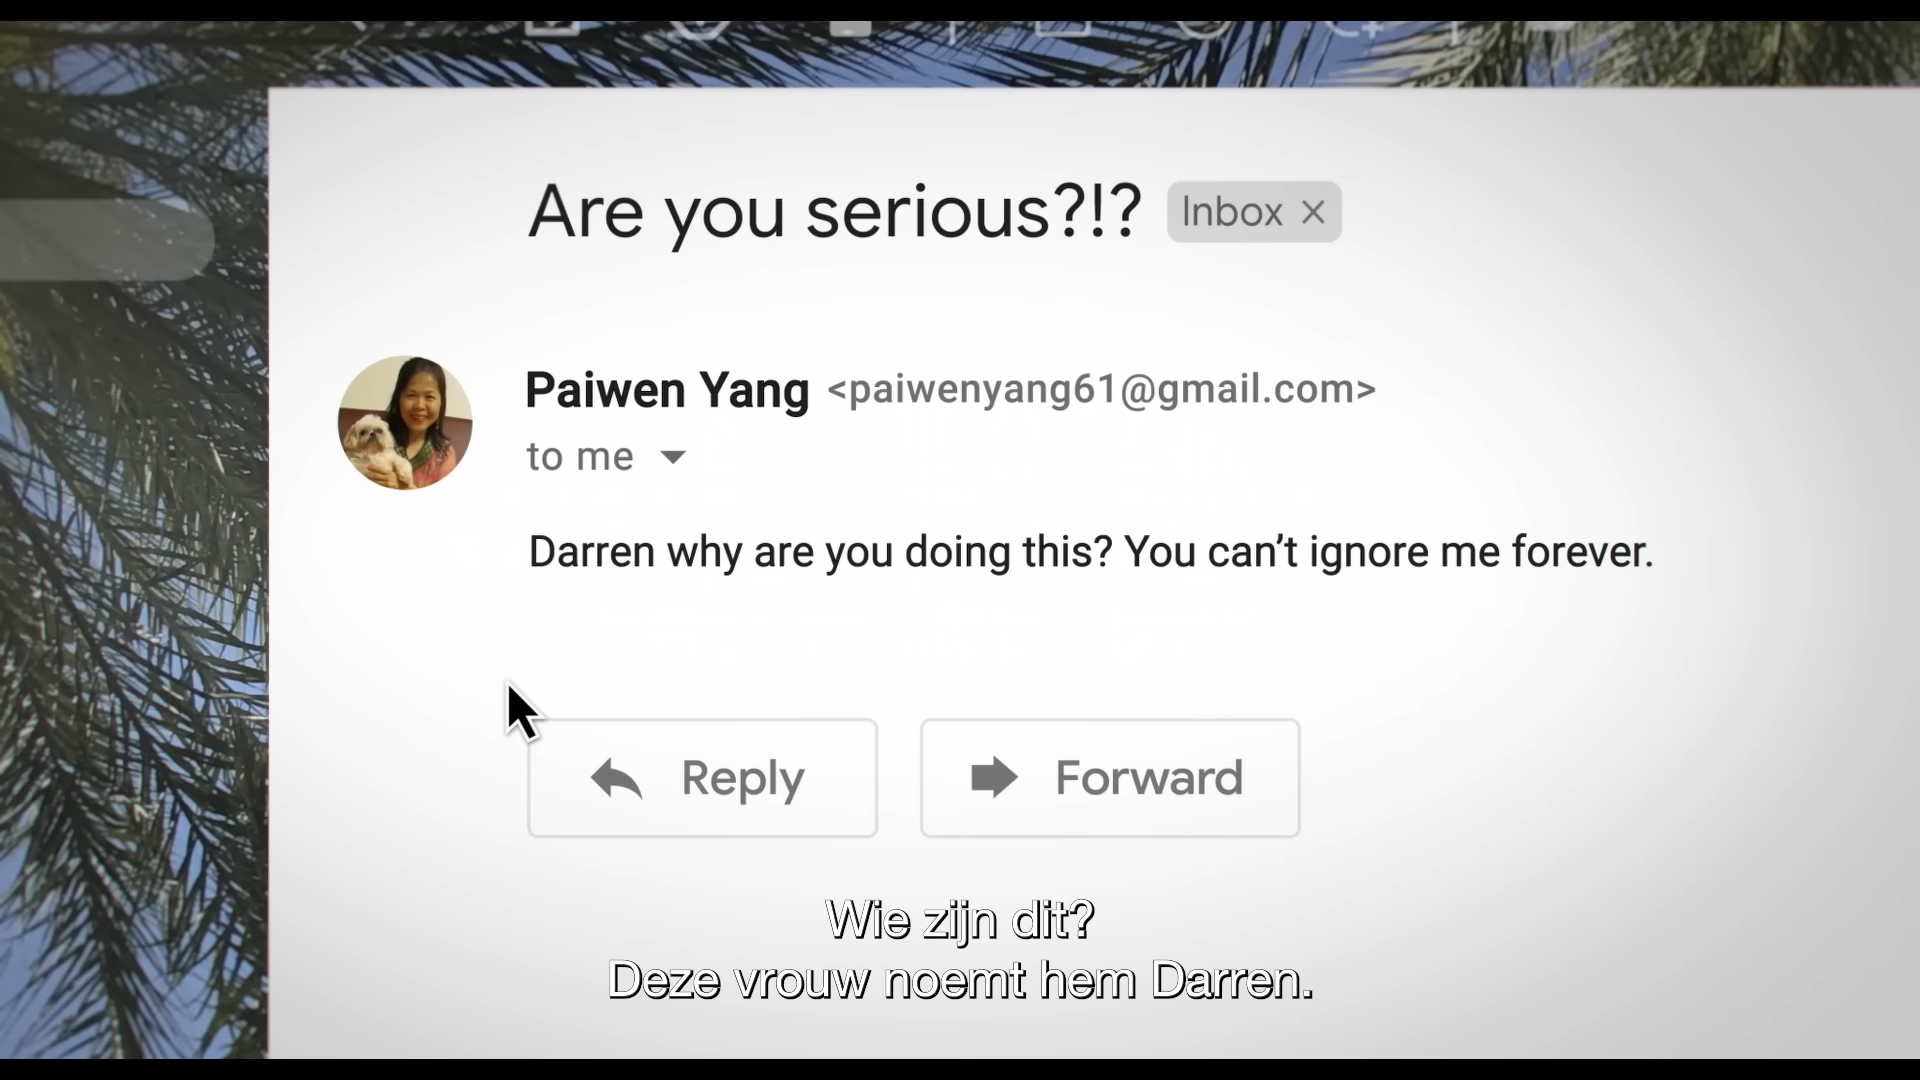 Are you serious?!? Inbox ×
Paiwen Yang <paiwenyang61@gmail.com>
to me
Darren why are you doing this? You can’t ignore me forever.
Reply Forward
Wie zijn dit?
Deze vrouw noemt hem Darren.